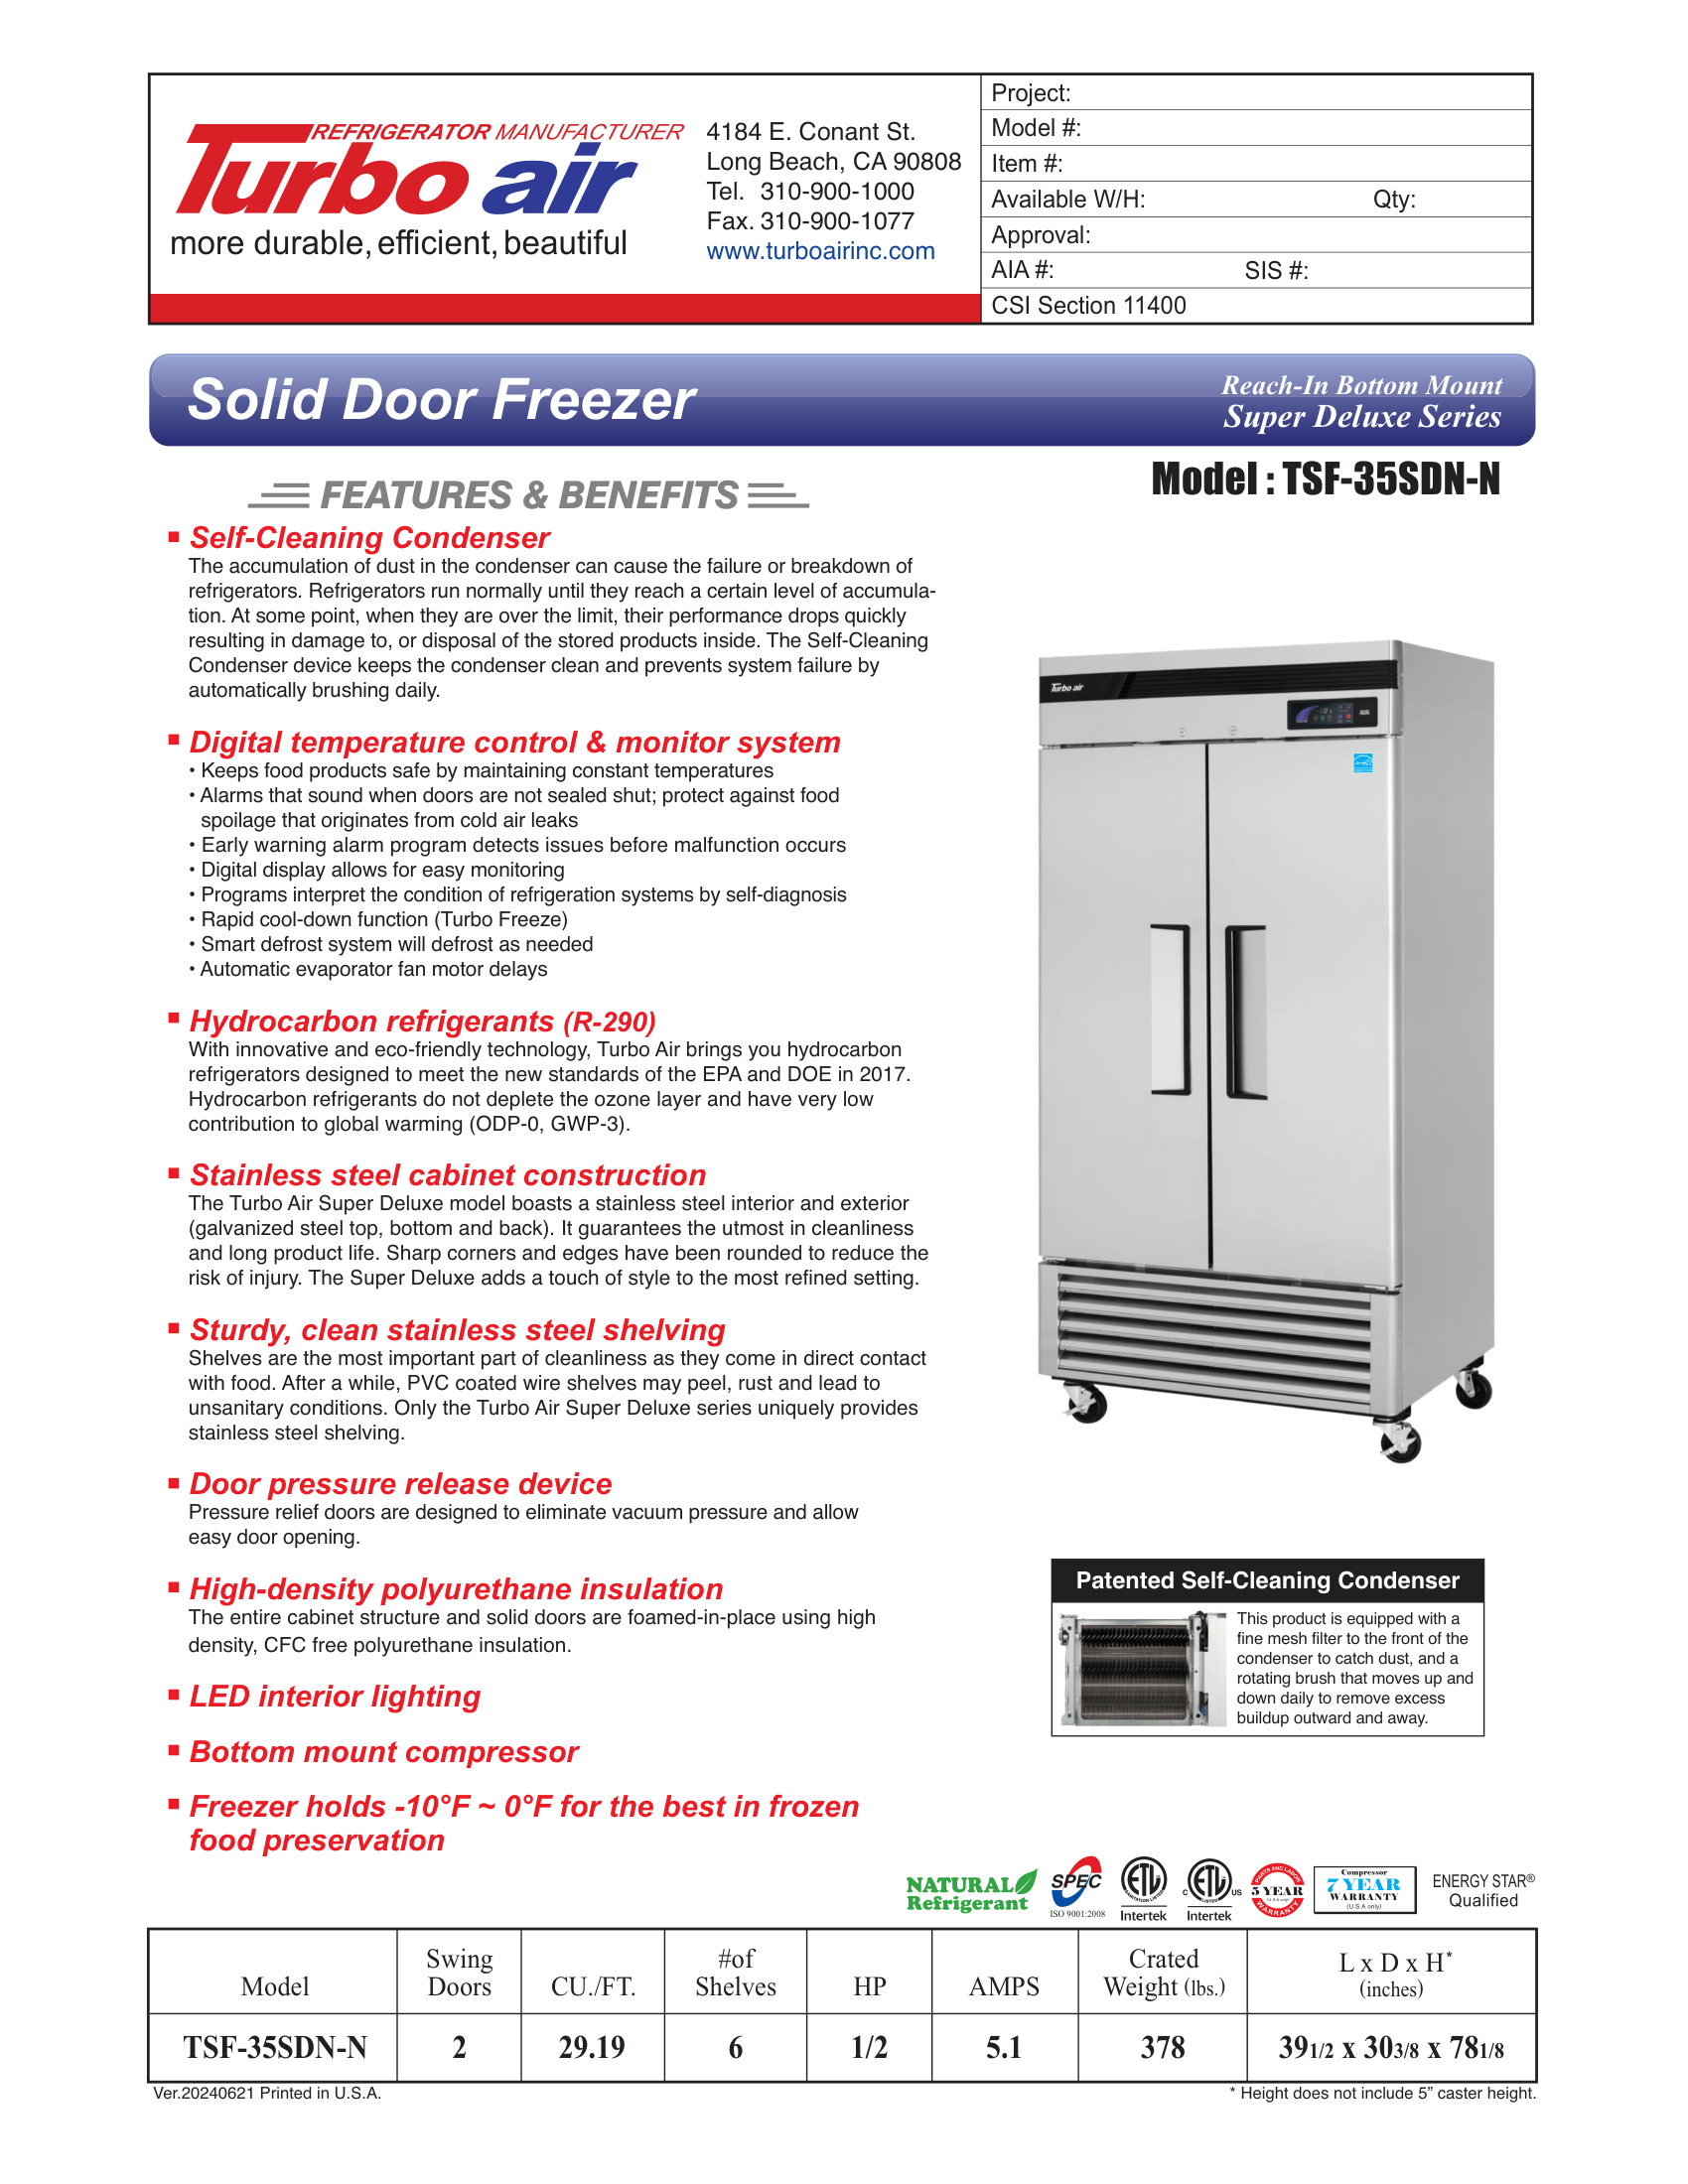 REFRIGERATOR MANUFACTURER
Turbo air
more durable, efficient, beautiful
4184 E. Conant St.
Long Beach, CA 90808
Tel. 310-900-1000
Fax. 310-900-1077
www.turboairinc.com
Project:
Model #:
Item #:
Available W/H: Qty:
Approval:
AIA #: SIS #:
CSI Section 11400
Solid Door Freezer
Reach-In Bottom Mount
Super Deluxe Series
Model : TSF-35SDN-N
FEATURES & BENEFITS
Self-Cleaning Condenser
The accumulation of dust in the condenser can cause the failure or breakdown of
refrigerators. Refrigerators run normally until they reach a certain level of accumula-
tion. At some point, when they are over the limit, their performance drops quickly
resulting in damage to, or disposal of the stored products inside. The Self-Cleaning
Condenser device keeps the condenser clean and prevents system failure by
automatically brushing daily.
Digital temperature control & monitor system
• Keeps food products safe by maintaining constant temperatures
• Alarms that sound when doors are not sealed shut; protect against food
spoilage that originates from cold air leaks
• Early warning alarm program detects issues before malfunction occurs
• Digital display allows for easy monitoring
• Programs interpret the condition of refrigeration systems by self-diagnosis
• Rapid cool-down function (Turbo Freeze)
• Smart defrost system will defrost as needed
• Automatic evaporator fan motor delays
Hydrocarbon refrigerants (R-290)
With innovative and eco-friendly technology, Turbo Air brings you hydrocarbon
refrigerators designed to meet the new standards of the EPA and DOE in 2017.
Hydrocarbon refrigerants do not deplete the ozone layer and have very low
contribution to global warming (ODP-0, GWP-3).
Stainless steel cabinet construction
The Turbo Air Super Deluxe model boasts a stainless steel interior and exterior
(galvanized steel top, bottom and back). It guarantees the utmost in cleanliness
and long product life. Sharp corners and edges have been rounded to reduce the
risk of injury. The Super Deluxe adds a touch of style to the most refined setting.
Sturdy, clean stainless steel shelving
Shelves are the most important part of cleanliness as they come in direct contact
with food. After a while, PVC coated wire shelves may peel, rust and lead to
unsanitary conditions. Only the Turbo Air Super Deluxe series uniquely provides
stainless steel shelving.
Door pressure release device
Pressure relief doors are designed to eliminate vacuum pressure and allow
easy door opening.
High-density polyurethane insulation
The entire cabinet structure and solid doors are foamed-in-place using high
density, CFC free polyurethane insulation.
LED interior lighting
Bottom mount compressor
Freezer holds -10°F ~ 0°F for the best in frozen
food preservation
Turbo air
Patented Self-Cleaning Condenser
This product is equipped with a
fine mesh filter to the front of the
condenser to catch dust, and a
rotating brush that moves up and
down daily to remove excess
buildup outward and away.
NATURAL
Refrigerant
SPEC
ISO 9001:2008
ETL
SANITATION LISTED
Intertek
C ETL US
LISTED
Intertek
PARTS AND LABOR
5 YEAR
(U.S.A only)
WARRANTY
Compressor
7 YEAR
WARRANTY
(U.S.A only)
ENERGY STAR®
Qualified
Model Swing Doors CU./FT. #of Shelves HP AMPS Crated Weight (lbs.) L x D x H* (inches)
TSF-35SDN-N 2 29.19 6 1/2 5.1 378 39 1/2 x 30 3/8 x 78 1/8
Ver.20240621 Printed in U.S.A.
* Height does not include 5” caster height.